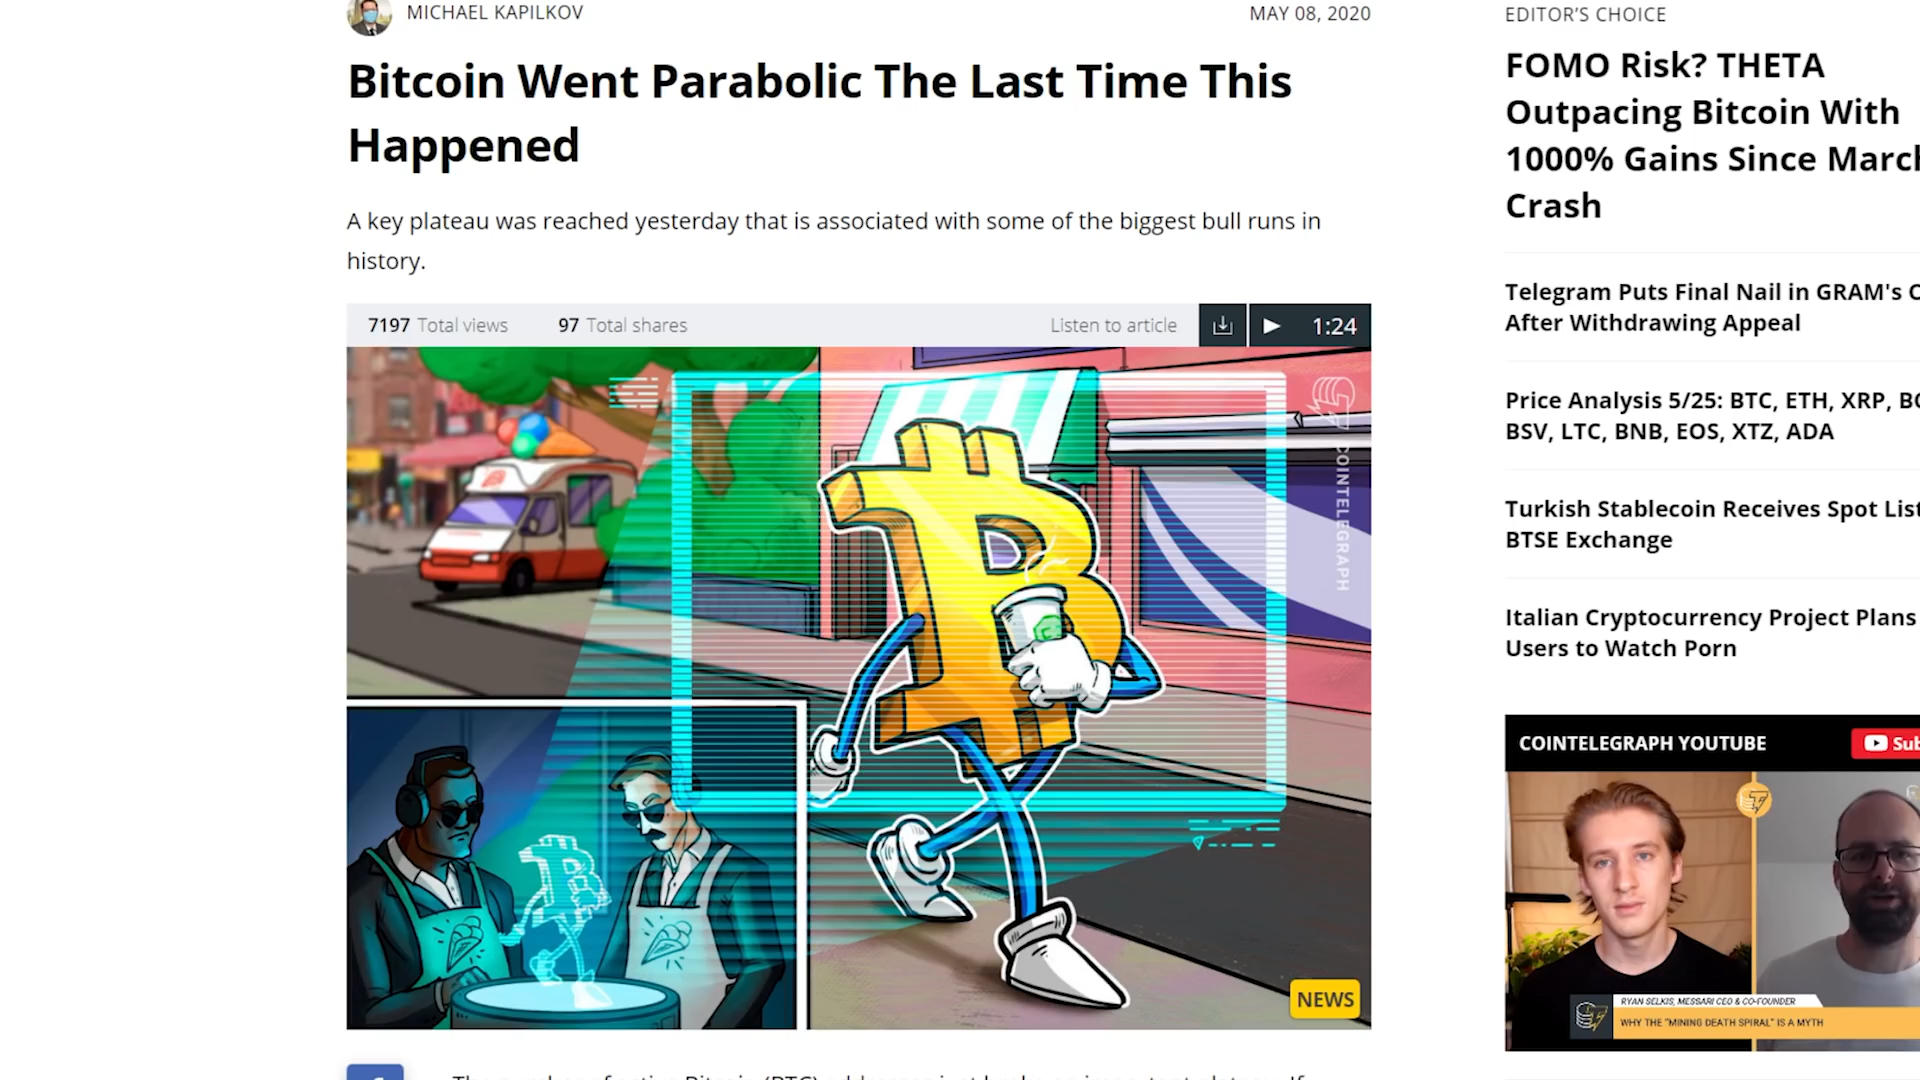 MICHAEL KAPILKOV
MAY 08, 2020
Bitcoin Went Parabolic The Last Time This
Happened
A key plateau was reached yesterday that is associated with some of the biggest bull runs in
history.
7197 Total views
97 Total shares
Listen to article
1:24
COINTELEGRAPH
NEWS
EDITOR'S CHOICE
FOMO Risk? THETA
Outpacing Bitcoin With
1000% Gains Since March
Crash
Telegram Puts Final Nail in GRAM's
After Withdrawing Appeal
Price Analysis 5/25: BTC, ETH, XRP,
BSV, LTC, BNB, EOS, XTZ, ADA
Turkish Stablecoin Receives Spot
BTSE Exchange
Italian Cryptocurrency Project Plans
Users to Watch Porn
COINTELEGRAPH YOUTUBE
Sub
RYAN SELKIS, MESSARI CEO & CO-FOUNDER
WHY THE "MINING DEATH SPIRAL" IS A MYTH